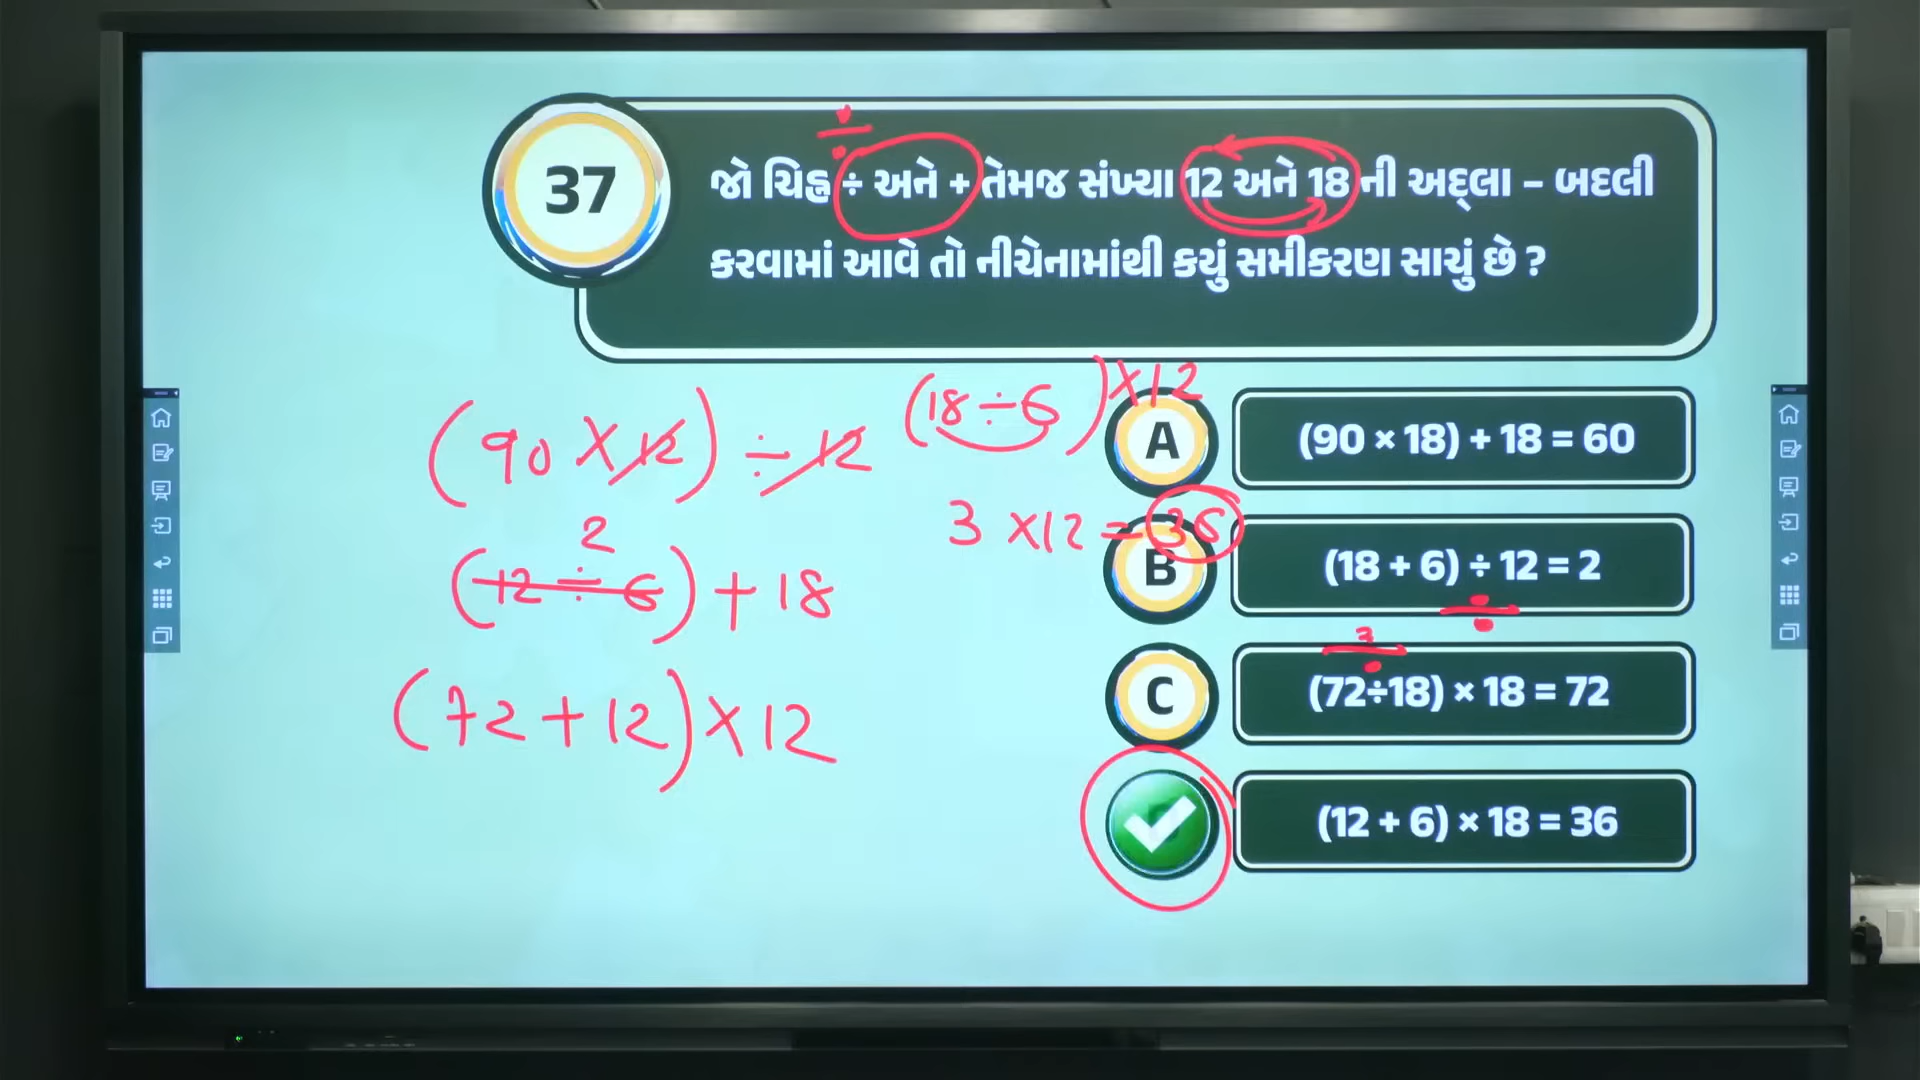 37
જો ચિહ્ન ÷ અને + તેમજ સંખ્યા 12 અને 18 ની અદ્લા – બદલી
કરવામાં આવે તો નીચેનામાંથી કયું સમીકરણ સાચું છે ?
(90 × 12) ÷ 12
(18 ÷ 6) × 12
A
(90 × 18) + 18 = 60
2
3 × 12 = 36
B
(18 + 6) ÷ 12 = 2
(12 ÷ 6) + 18
C
(72÷18) × 18 = 72
(72 + 12) × 12
(12 + 6) × 18 = 36